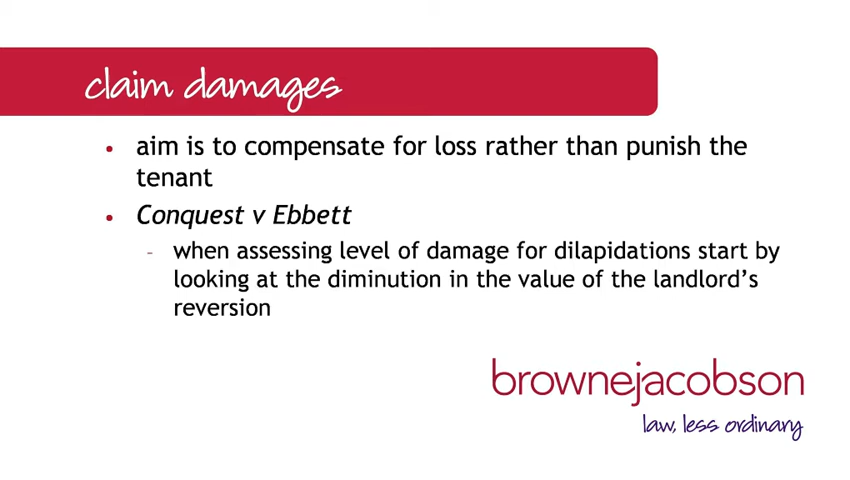 claim damages
• aim is to compensate for loss rather than punish the
tenant
• Conquest v Ebbett
- when assessing level of damage for dilapidations start by
looking at the diminution in the value of the landlord's
reversion
brownejacobson
law, less ordinary